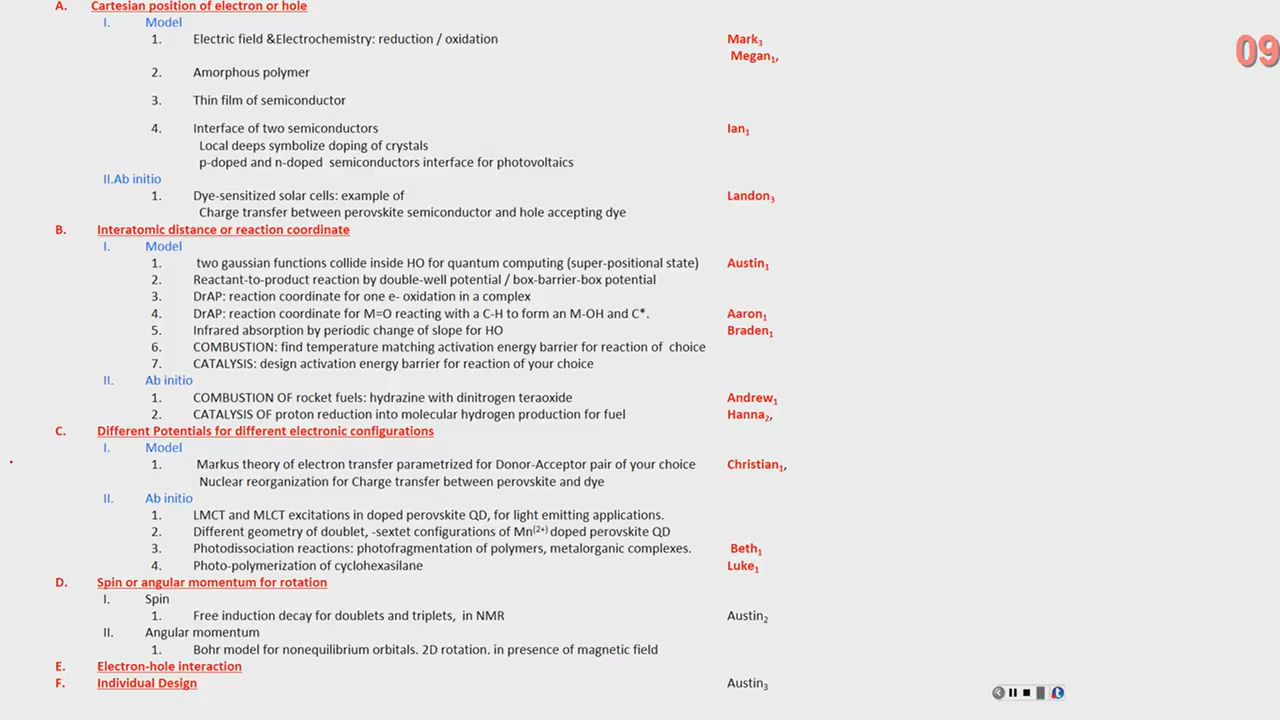 A. Cartesian position of electron or hole
I. Model
1. Electric field &Electrochemistry: reduction / oxidation Mark3
Megan1,
09
2. Amorphous polymer
3. Thin film of semiconductor
4. Interface of two semiconductors Ian1
Local deeps symbolize doping of crystals
p-doped and n-doped semiconductors interface for photovoltaics
II.Ab initio
1. Dye-sensitized solar cells: example of Landon3
Charge transfer between perovskite semiconductor and hole accepting dye
B. Interatomic distance or reaction coordinate
I. Model
1. two gaussian functions collide inside HO for quantum computing (super-positional state) Austin1
2. Reactant-to-product reaction by double-well potential / box-barrier-box potential
3. DrAP: reaction coordinate for one e- oxidation in a complex
4. DrAP: reaction coordinate for M=O reacting with a C-H to form an M-OH and C*. Aaron1
5. Infrared absorption by periodic change of slope for HO Braden1
6. COMBUSTION: find temperature matching activation energy barrier for reaction of choice
7. CATALYSIS: design activation energy barrier for reaction of your choice
II. Ab initio
1. COMBUSTION OF rocket fuels: hydrazine with dinitrogen teraoxide Andrew1
2. CATALYSIS OF proton reduction into molecular hydrogen production for fuel Hanna2,
C. Different Potentials for different electronic configurations
I. Model
1. Markus theory of electron transfer parametrized for Donor-Acceptor pair of your choice Christian1,
Nuclear reorganization for Charge transfer between perovskite and dye
II. Ab initio
1. LMCT and MLCT excitations in doped perovskite QD, for light emitting applications.
2. Different geometry of doublet, -sextet configurations of Mn(2+) doped perovskite QD
3. Photodissociation reactions: photofragmentation of polymers, metalorganic complexes. Beth1
4. Photo-polymerization of cyclohexasilane Luke1
D. Spin or angular momentum for rotation
I. Spin
1. Free induction decay for doublets and triplets, in NMR Austin2
II. Angular momentum
1. Bohr model for nonequilibrium orbitals. 2D rotation. in presence of magnetic field
E. Electron-hole interaction
F. Individual Design Austin3